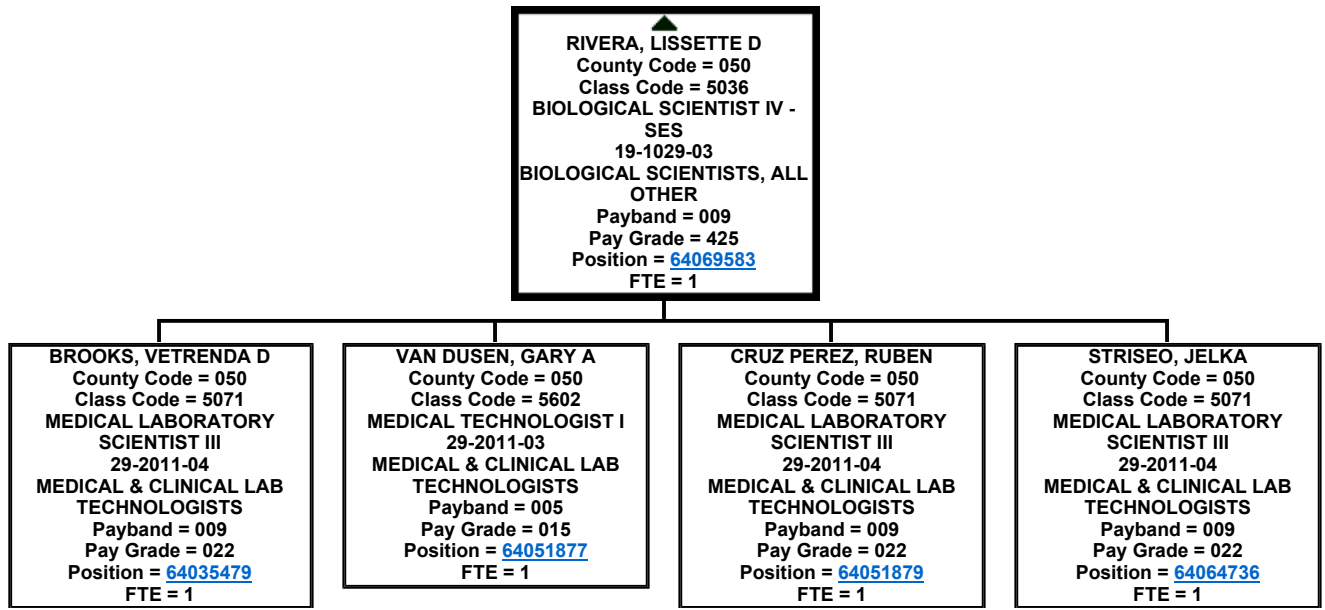 RIVERA, LISSETTE D
County Code = 050
Class Code = 5036
BIOLOGICAL SCIENTIST IV -
SES
19-1029-03
BIOLOGICAL SCIENTISTS, ALL
OTHER
Payband = 009
Pay Grade = 425
Position = 64069583
FTE = 1
BROOKS, VETRENDA D
County Code = 050
Class Code = 5071
MEDICAL LABORATORY
SCIENTIST III
29-2011-04
MEDICAL & CLINICAL LAB
TECHNOLOGISTS
Payband = 009
Pay Grade = 022
Position = 64035479
FTE = 1
VAN DUSEN, GARY A
County Code = 050
Class Code = 5602
MEDICAL TECHNOLOGIST I
29-2011-03
MEDICAL & CLINICAL LAB
TECHNOLOGISTS
Payband = 005
Pay Grade = 015
Position = 64051877
FTE = 1
CRUZ PEREZ, RUBEN
County Code = 050
Class Code = 5071
MEDICAL LABORATORY
SCIENTIST III
29-2011-04
MEDICAL & CLINICAL LAB
TECHNOLOGISTS
Payband = 009
Pay Grade = 022
Position = 64051879
FTE = 1
STRISEO, JELKA
County Code = 050
Class Code = 5071
MEDICAL LABORATORY
SCIENTIST III
29-2011-04
MEDICAL & CLINICAL LAB
TECHNOLOGISTS
Payband = 009
Pay Grade = 022
Position = 64064736
FTE = 1